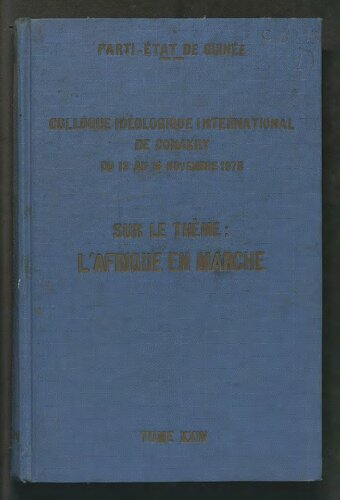 PARTI-ÉTAT DE GUINÉE
COLLOQUE IDÉOLOGIQUE INTERNATIONAL
DE CONAKRY
DU 13 AU 16 NOVEMBRE 1978
SUR LE THÈME :
L'AFRIQUE EN MARCHE
TOME XXIV